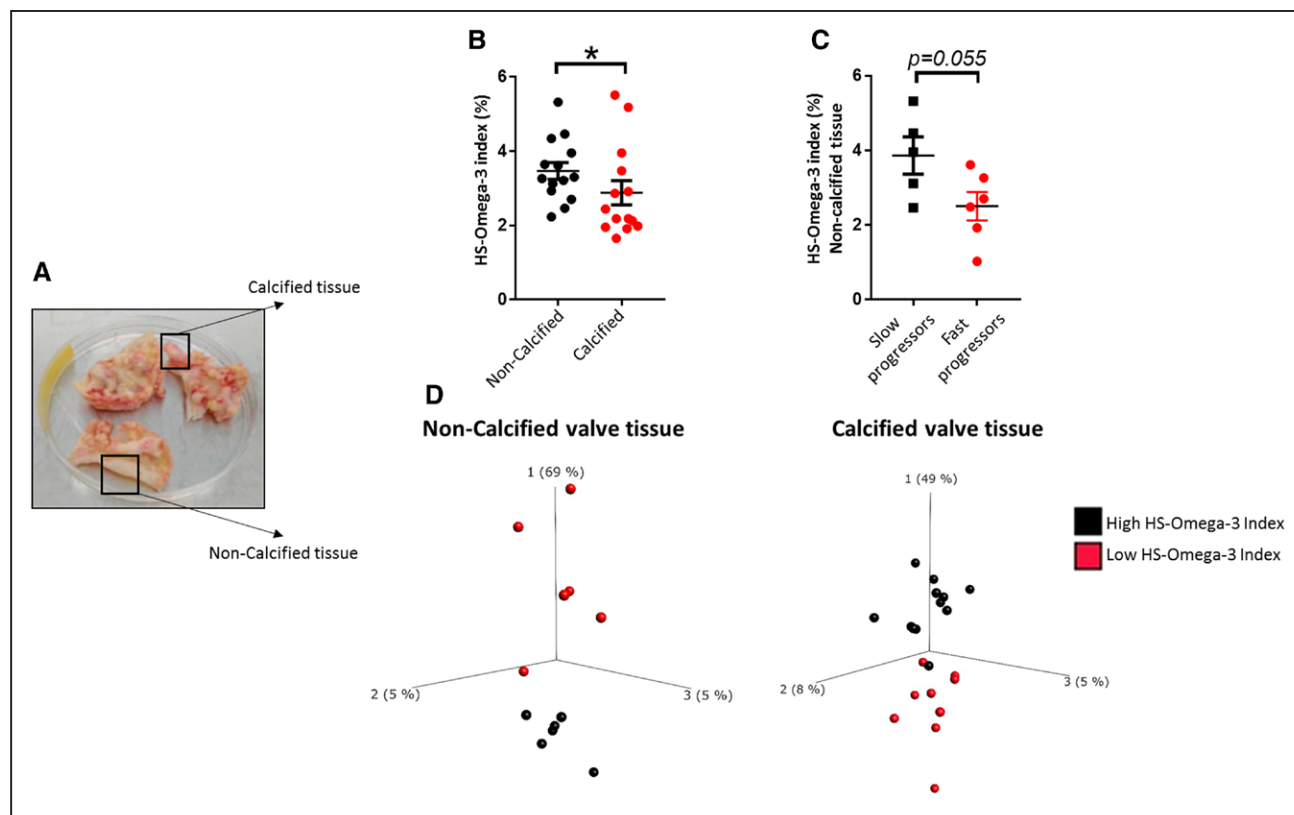 A
Calcified tissue
Non-Calcified tissue
B
*
HS-Omega-3 index (%)
6
4
2
0
Non-Calcified
Calcified
C
p=0.055
HS-Omega-3 index (%)
Non-calcified tissue
6
4
2
0
Slow
progressors
Fast
progressors
D
Non-Calcified valve tissue
1 (69 %)
2 (5 %)
3 (5 %)
Calcified valve tissue
1 (49 %)
2 (8 %)
3 (5 %)
High HS-Omega-3 Index
Low HS-Omega-3 Index